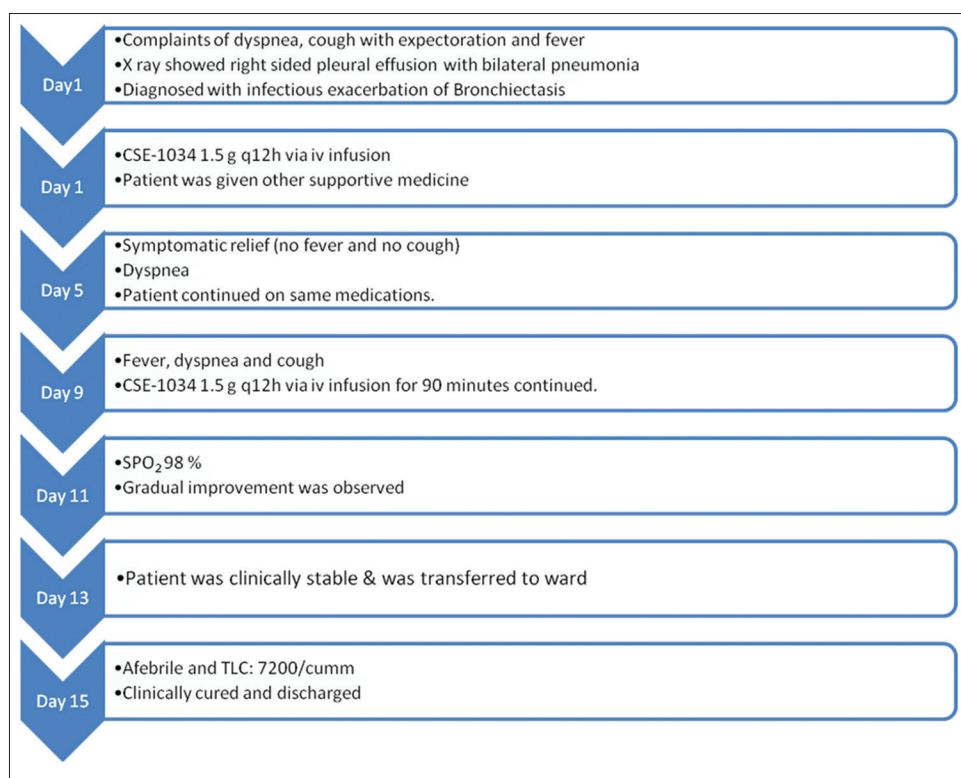 Day1
•Complaints of dyspnea, cough with expectoration and fever
•X ray showed right sided pleural effusion with bilateral pneumonia
•Diagnosed with infectious exacerbation of Bronchiectasis
Day 1
•CSE-1034 1.5 g q12h via iv infusion
•Patient was given other supportive medicine
Day 5
•Symptomatic relief (no fever and no cough)
•Dyspnea
•Patient continued on same medications.
Day 9
•Fever, dyspnea and cough
•CSE-1034 1.5 g q12h via iv infusion for 90 minutes continued.
Day 11
•SPO₂ 98 %
•Gradual improvement was observed
Day 13
•Patient was clinically stable & was transferred to ward
Day 15
•Afebrile and TLC: 7200/cumm
•Clinically cured and discharged